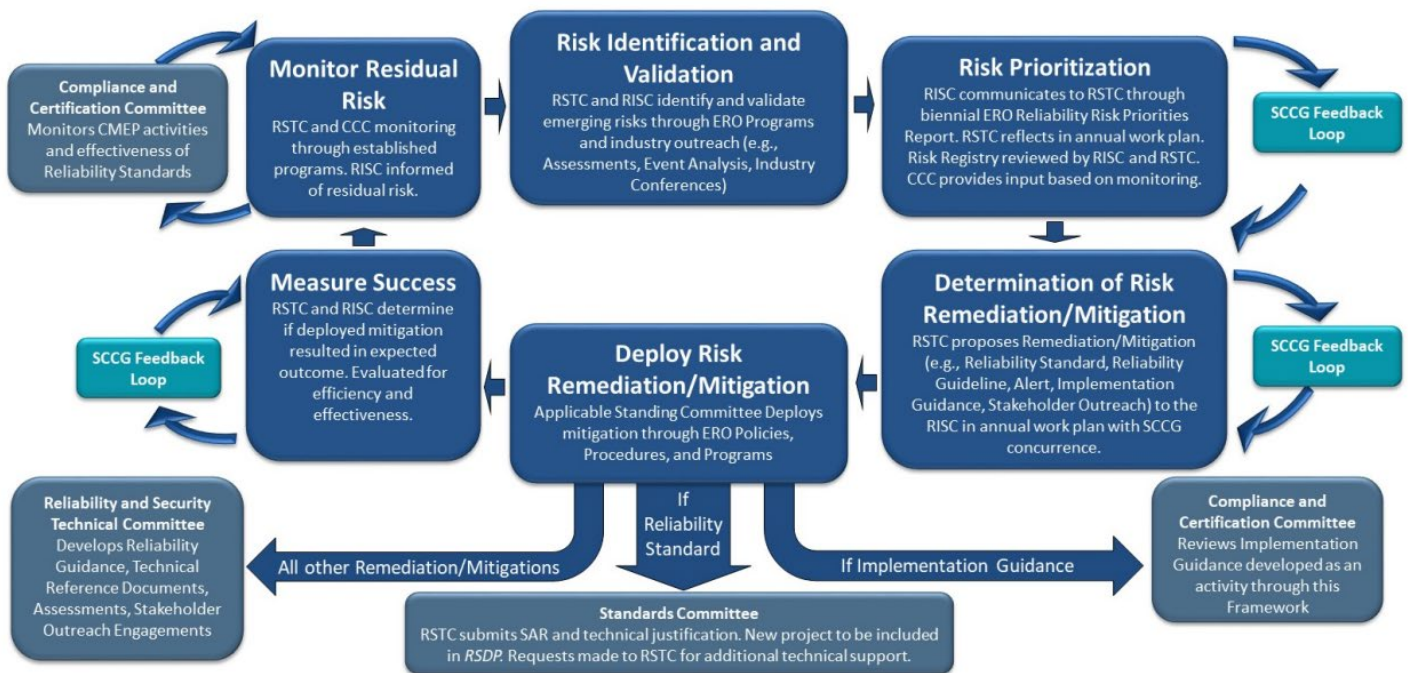 Compliance and
Certification Committee
Monitors CMEP activities
and effectiveness of
Reliability Standards
Monitor Residual
Risk
RSTC and CCC monitoring
through established
programs. RISC informed
of residual risk.
Risk Identification and
Validation
RSTC and RISC identify and validate
emerging risks through ERO Programs
and industry outreach (e.g.,
Assessments, Event Analysis, Industry
Conferences)
Risk Prioritization
RISC communicates to RSTC through
biennial ERO Reliability Risk Priorities
Report. RSTC reflects in annual work plan.
Risk Registry reviewed by RISC and RSTC.
CCC provides input based on monitoring.
SCCG Feedback
Loop
SCCG Feedback
Loop
Measure Success
RSTC and RISC determine
if deployed mitigation
resulted in expected
outcome. Evaluated for
efficiency and
effectiveness.
Deploy Risk
Remediation/Mitigation
Applicable Standing Committee Deploys
mitigation through ERO Policies,
Procedures, and Programs
Determination of Risk
Remediation/Mitigation
RSTC proposes Remediation/Mitigation
(e.g., Reliability Standard, Reliability
Guideline, Alert, Implementation
Guidance, Stakeholder Outreach) to the
RISC in annual work plan with SCCG
concurrence.
SCCG Feedback
Loop
Reliability and Security
Technical Committee
Develops Reliability
Guidance, Technical
Reference Documents,
Assessments, Stakeholder
Outreach Engagements
All other Remediation/Mitigations
If
Reliability
Standard
If Implementation Guidance
Compliance and
Certification Committee
Reviews Implementation
Guidance developed as an
activity through this
Framework
Standards Committee
RSTC submits SAR and technical justification. New project to be included
in RSDP. Requests made to RSTC for additional technical support.